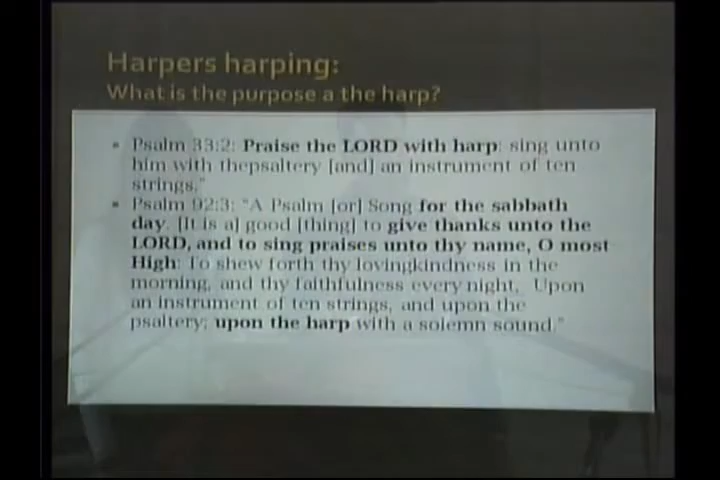 Harpers harping:
What is the purpose a the harp?
Psalm 33:2: Praise the LORD with harp: sing unto
him with thepsaltery [and] an instrument of ten
strings."
Psalm 92:3: "A Psalm [or] Song for the sabbath
day. [It is a] good [thing] to give thanks unto the
LORD, and to sing praises unto thy name, O most
High: To shew forth thy lovingkindness in the
morning, and thy faithfulness every night, Upon
an instrument of ten strings, and upon the
psaltery; upon the harp with a solemn sound."